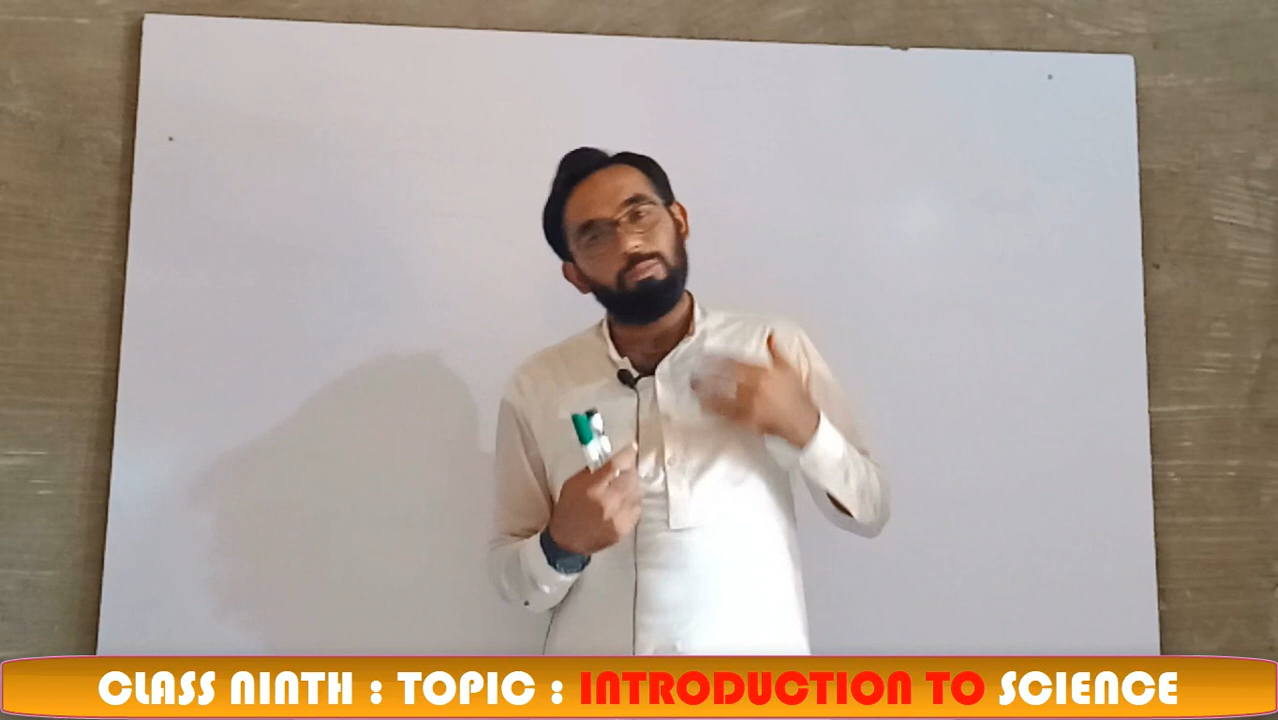 CLASS NINTH : TOPIC : INTRODUCTION TO SCIENCE